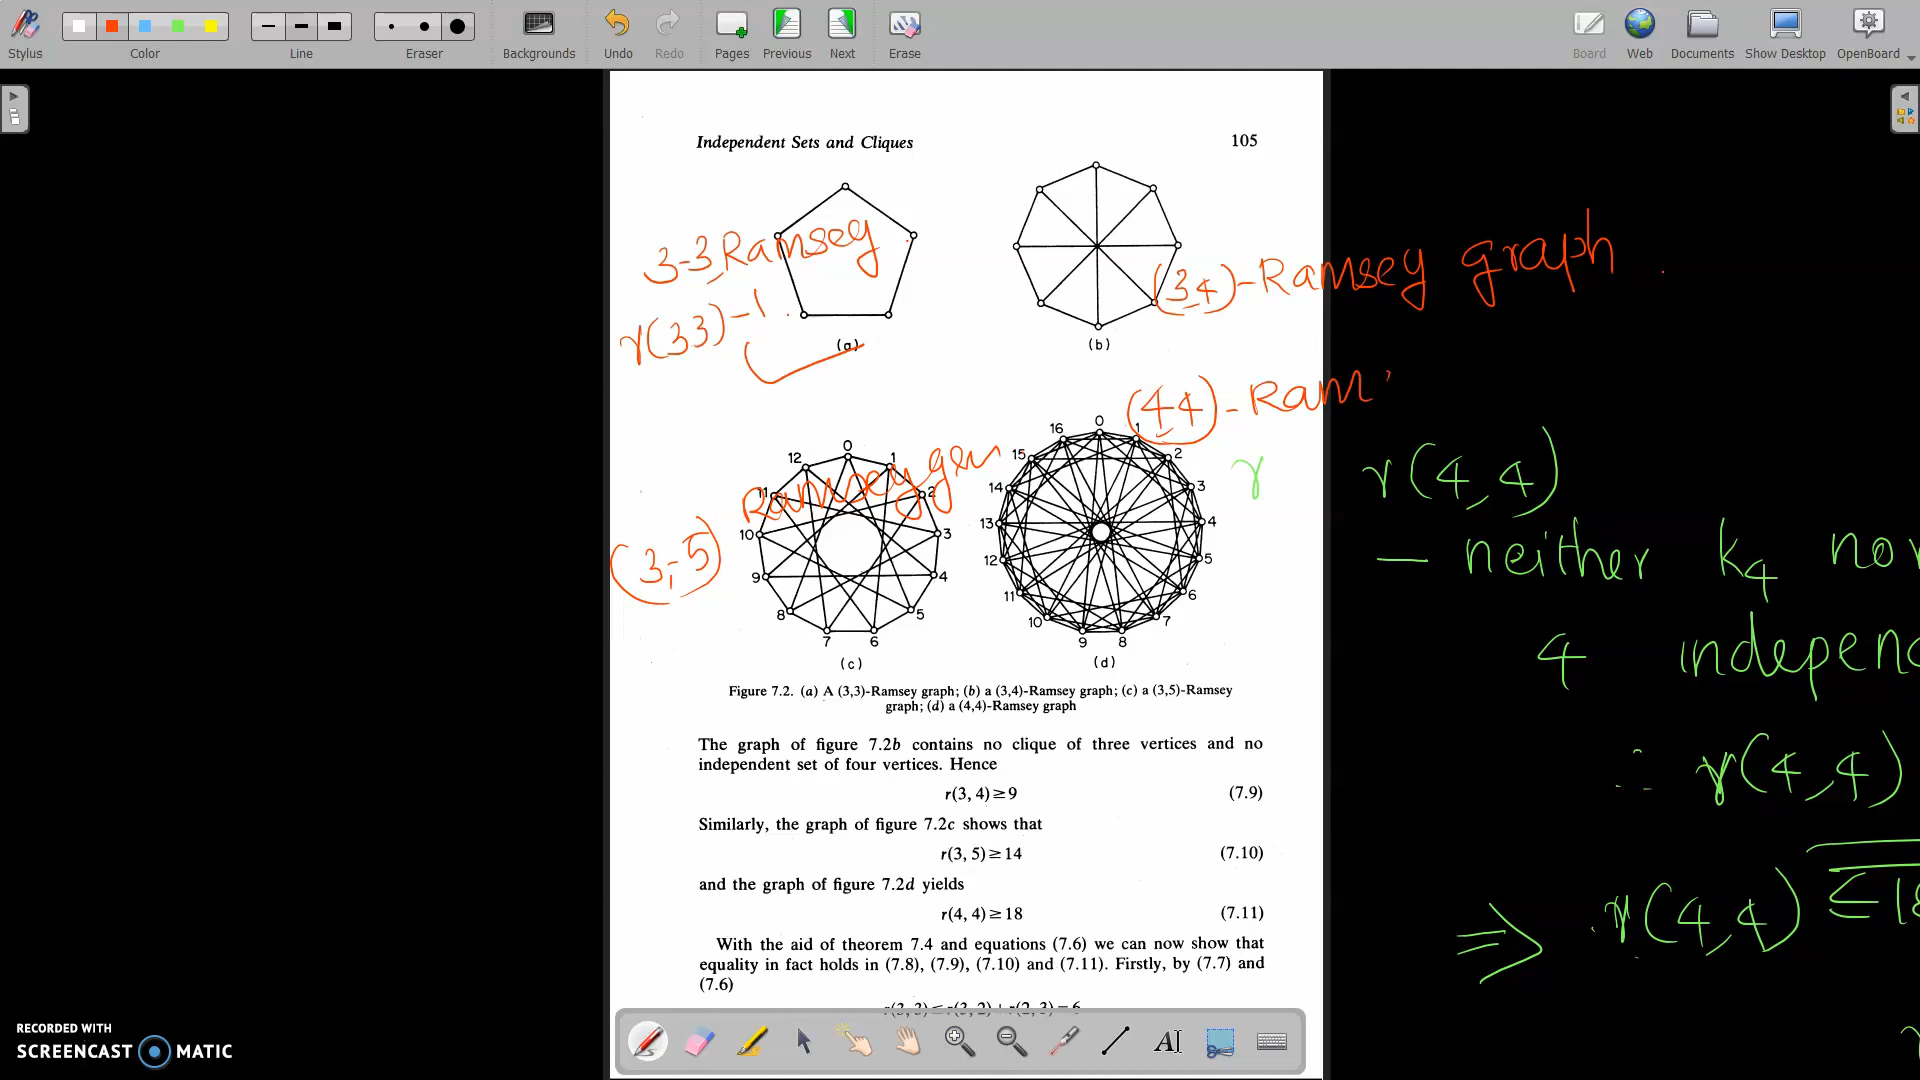 Stylus Color Line Eraser Backgrounds Undo Redo Pages Previous Next Erase Board Web Documents Show Desktop OpenBoard
Independent Sets and Cliques 105
3-3 Ramsey
r(33)-1
(a)
(34)-Ramsey graph.
(b)
(44)-Ram
(3,-5) Ramsey
0 1 2 3 4 5 6 7 8 9 10 11 12
(c)
0 1 2 3 4 5 6 7 8 9 10 11 12 13 14 15 16
(d)
r
r(4,4)
— neither K4 nor
4 indepen
∴ r(4,4)
⇒ r(4,4) ≤
Figure 7.2. (a) A (3,3)-Ramsey graph; (b) a (3,4)-Ramsey graph; (c) a (3,5)-Ramsey
graph; (d) a (4,4)-Ramsey graph
The graph of figure 7.2b contains no clique of three vertices and no
independent set of four vertices. Hence
r(3, 4)≥9 (7.9)
Similarly, the graph of figure 7.2c shows that
r(3, 5)≥14 (7.10)
and the graph of figure 7.2d yields
r(4, 4)≥18 (7.11)
With the aid of theorem 7.4 and equations (7.6) we can now show that
equality in fact holds in (7.8), (7.9), (7.10) and (7.11). Firstly, by (7.7) and
(7.6)
r(3, 3)≤r(3, 2)+r(2, 3)=6
RECORDED WITH
SCREENCAST MATIC